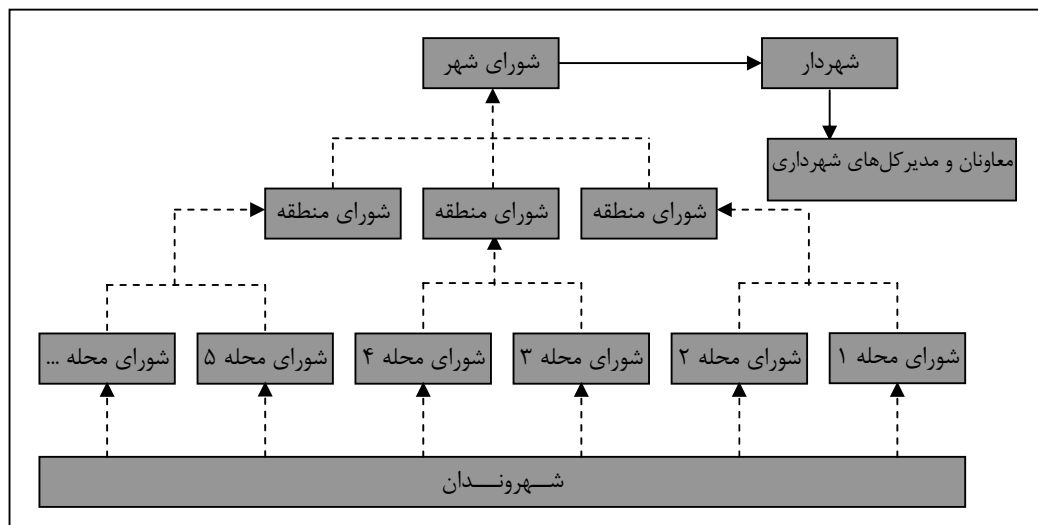 شهردار
شورای شهر
معاونان و مدیرکل‌های شهرداری
شورای منطقه
شورای منطقه
شورای منطقه
شورای محله ۱
شورای محله ۲
شورای محله ۳
شورای محله ۴
شورای محله ۵
شورای محله ...
شـــهرونـــدان